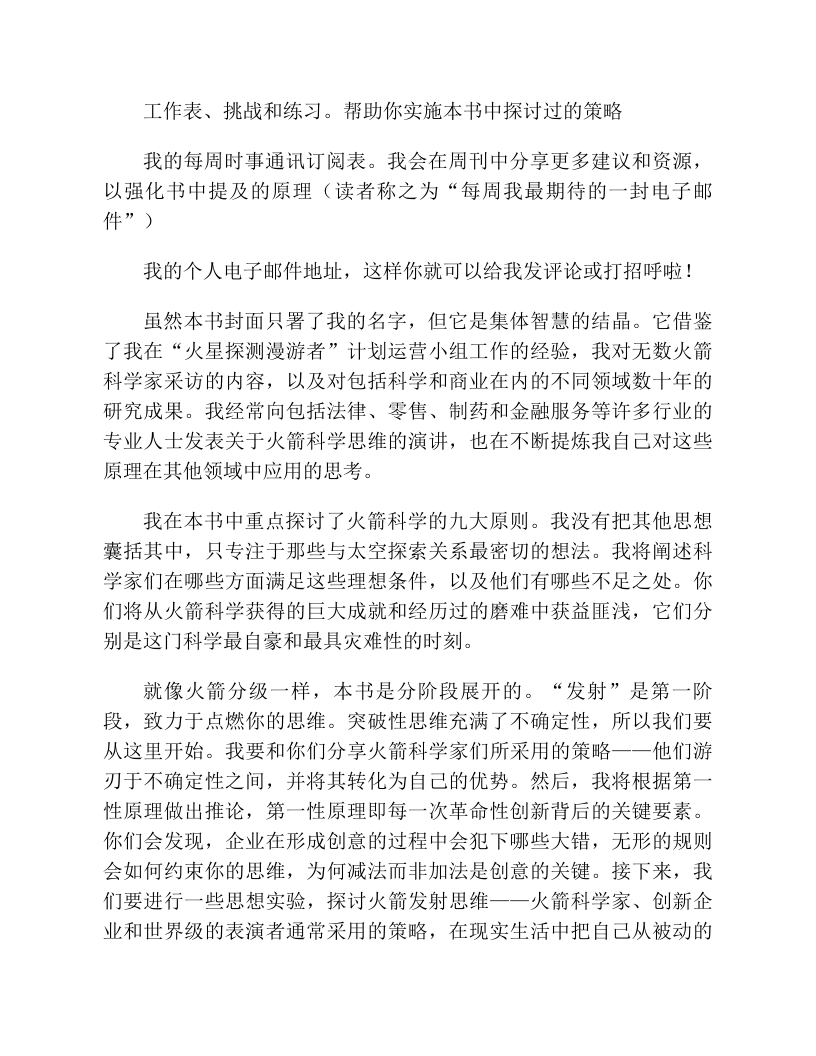 工作表、挑战和练习。帮助你实施本书中探讨过的策略
我的每周时事通讯订阅表。我会在周刊中分享更多建议和资源，
以强化书中提及的原理（读者称之为“每周我最期待的一封电子邮
件”）
我的个人电子邮件地址，这样你就可以给我发评论或打招呼啦！
虽然本书封面只署了我的名字，但它是集体智慧的结晶。它借鉴
了我在“火星探测漫游者”计划运营小组工作的经验，我对无数火箭
科学家采访的内容，以及对包括科学和商业在内的不同领域数十年的
研究成果。我经常向包括法律、零售、制药和金融服务等许多行业的
专业人士发表关于火箭科学思维的演讲，也在不断提炼我自己对这些
原理在其他领域中应用的思考。
我在本书中重点探讨了火箭科学的九大原则。我没有把其他思想
囊括其中，只专注于那些与太空探索关系最密切的想法。我将阐述科
学家们在哪些方面满足这些理想条件，以及他们有哪些不足之处。你
们将从火箭科学获得的巨大成就和经历过的磨难中获益匪浅，它们分
别是这门科学最自豪和最具灾难性的时刻。
就像火箭分级一样，本书是分阶段展开的。“发射”是第一阶
段，致力于点燃你的思维。突破性思维充满了不确定性，所以我们要
从这里开始。我要和你们分享火箭科学家们所采用的策略——他们游
刃于不确定性之间，并将其转化为自己的优势。然后，我将根据第一
性原理做出推论，第一性原理即每一次革命性创新背后的关键要素。
你们会发现，企业在形成创意的过程中会犯下哪些大错，无形的规则
会如何约束你的思维，为何减法而非加法是创意的关键。接下来，我
们要进行一些思想实验，探讨火箭发射思维——火箭科学家、创新企
业和世界级的表演者通常采用的策略，在现实生活中把自己从被动的